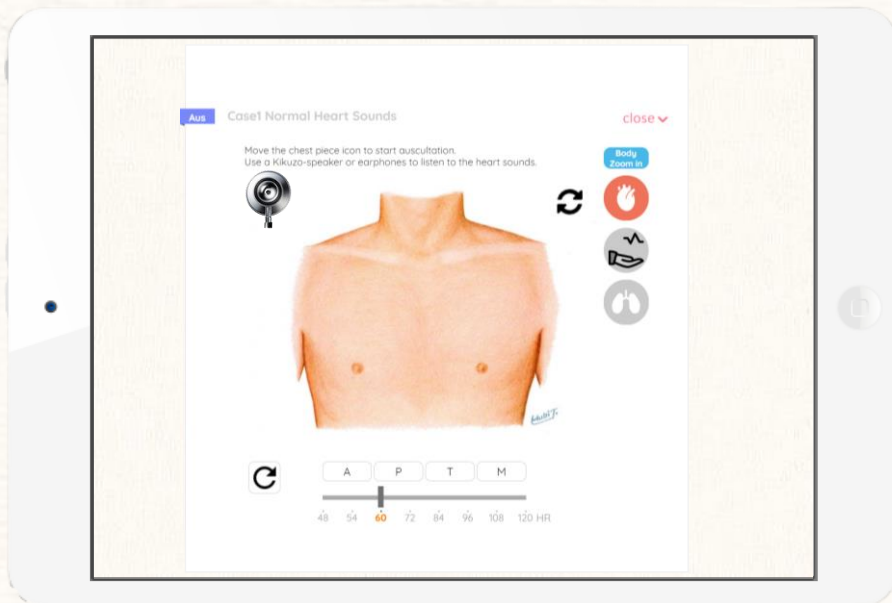 Aus
Case1 Normal Heart Sounds
close
Move the chest piece icon to start auscultation.
Use a Kikuzo-speaker or earphones to listen to the heart sounds.
Body
Zoom in
A P T M
48 54 60 72 84 96 108 120 HR